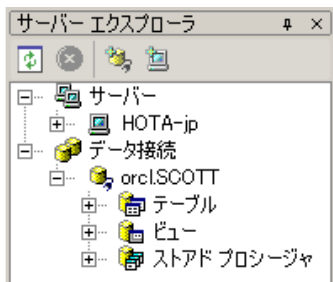 サーバー エクスプローラ
サーバー
HOTA-jp
データ接続
orcl.SCOTT
テーブル
ビュー
ストアド プロシージャ